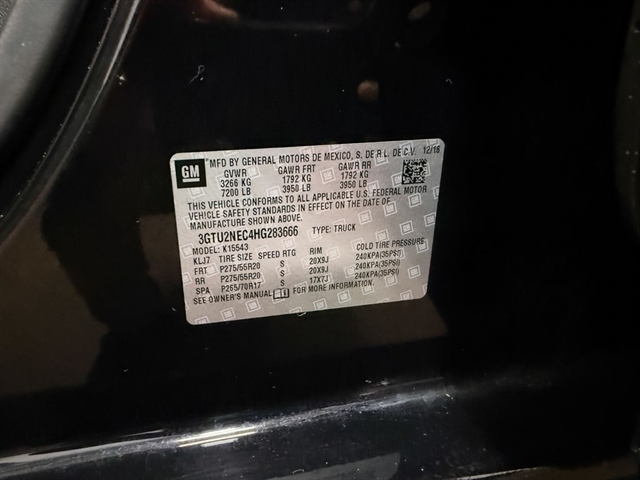 GM
MFD BY GENERAL MOTORS DE MEXICO, S. DE R.L. DE C.V. 12/16
GVWR GAWR FRT GAWR RR
3266 KG 1792 KG 1792 KG
7200 LB 3950 LB 3950 LB
THIS VEHICLE CONFORMS TO ALL APPLICABLE U.S. FEDERAL MOTOR
VEHICLE SAFETY STANDARDS IN EFFECT ON THE DATE OF
MANUFACTURE SHOWN ABOVE.
3GTU2NEC4HG283666 TYPE: TRUCK
MODEL: K15543
KLJ7 TIRE SIZE SPEED RTG RIM COLD TIRE PRESSURE
FRT P275/55R20 S 20X9J 240KPA(35PSI)
RR P275/55R20 S 20X9J 240KPA(35PSI)
SPA P265/70R17 S 17X7J 240KPA(35PSI)
SEE OWNER'S MANUAL FOR ADDITIONAL INFORMATION.